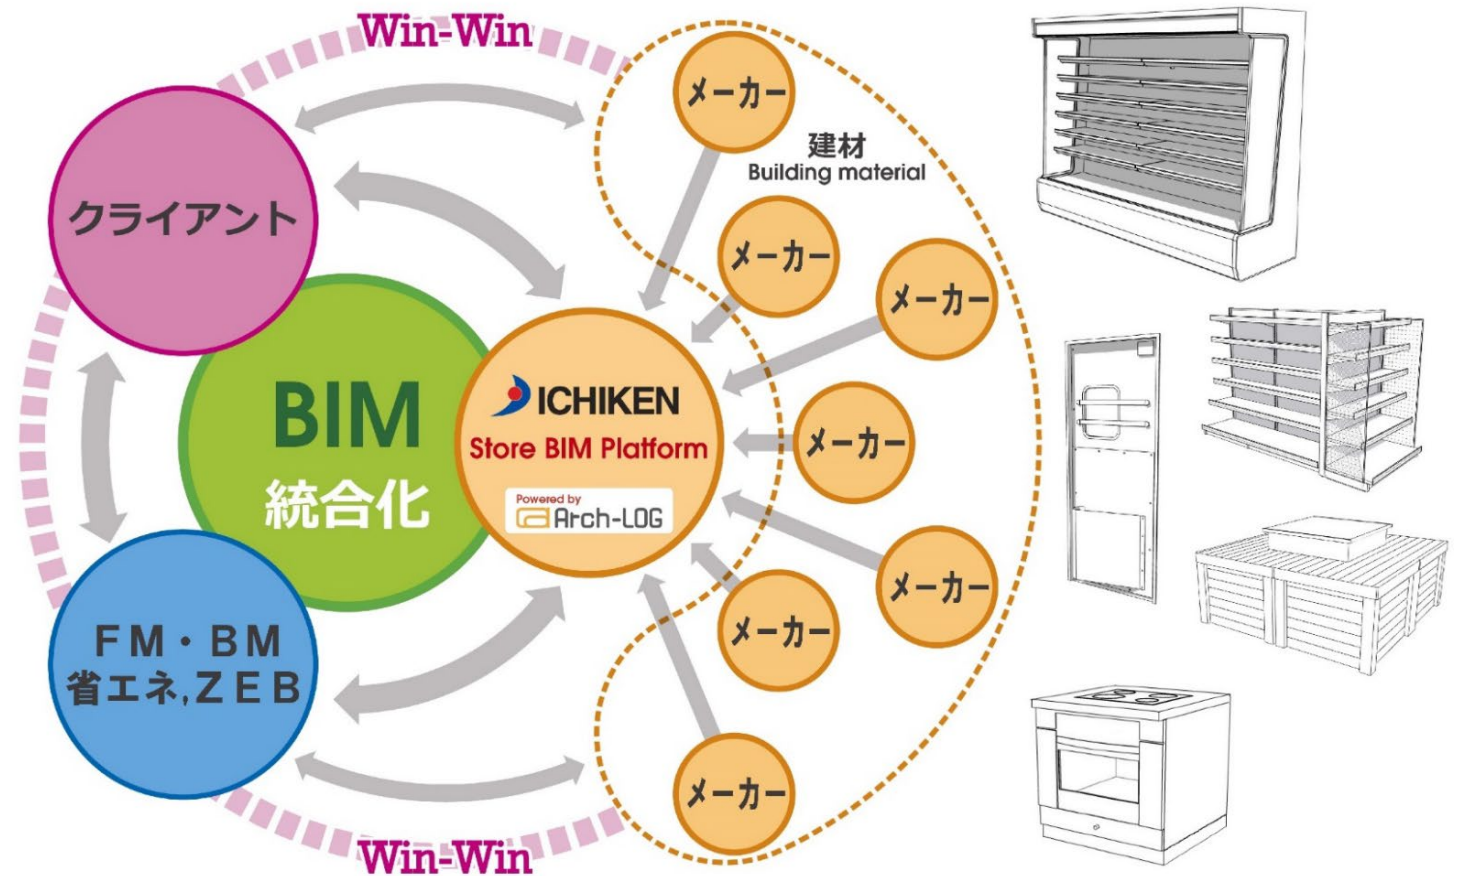 Win-Win
メーカー
建材
Building material
クライアント
メーカー
メーカー
BIM
統合化
ICHIKEN
Store BIM Platform
Powered by
Arch-LOG
メーカー
メーカー
メーカー
FM・BM
省エネ,ZEB
メーカー
Win-Win